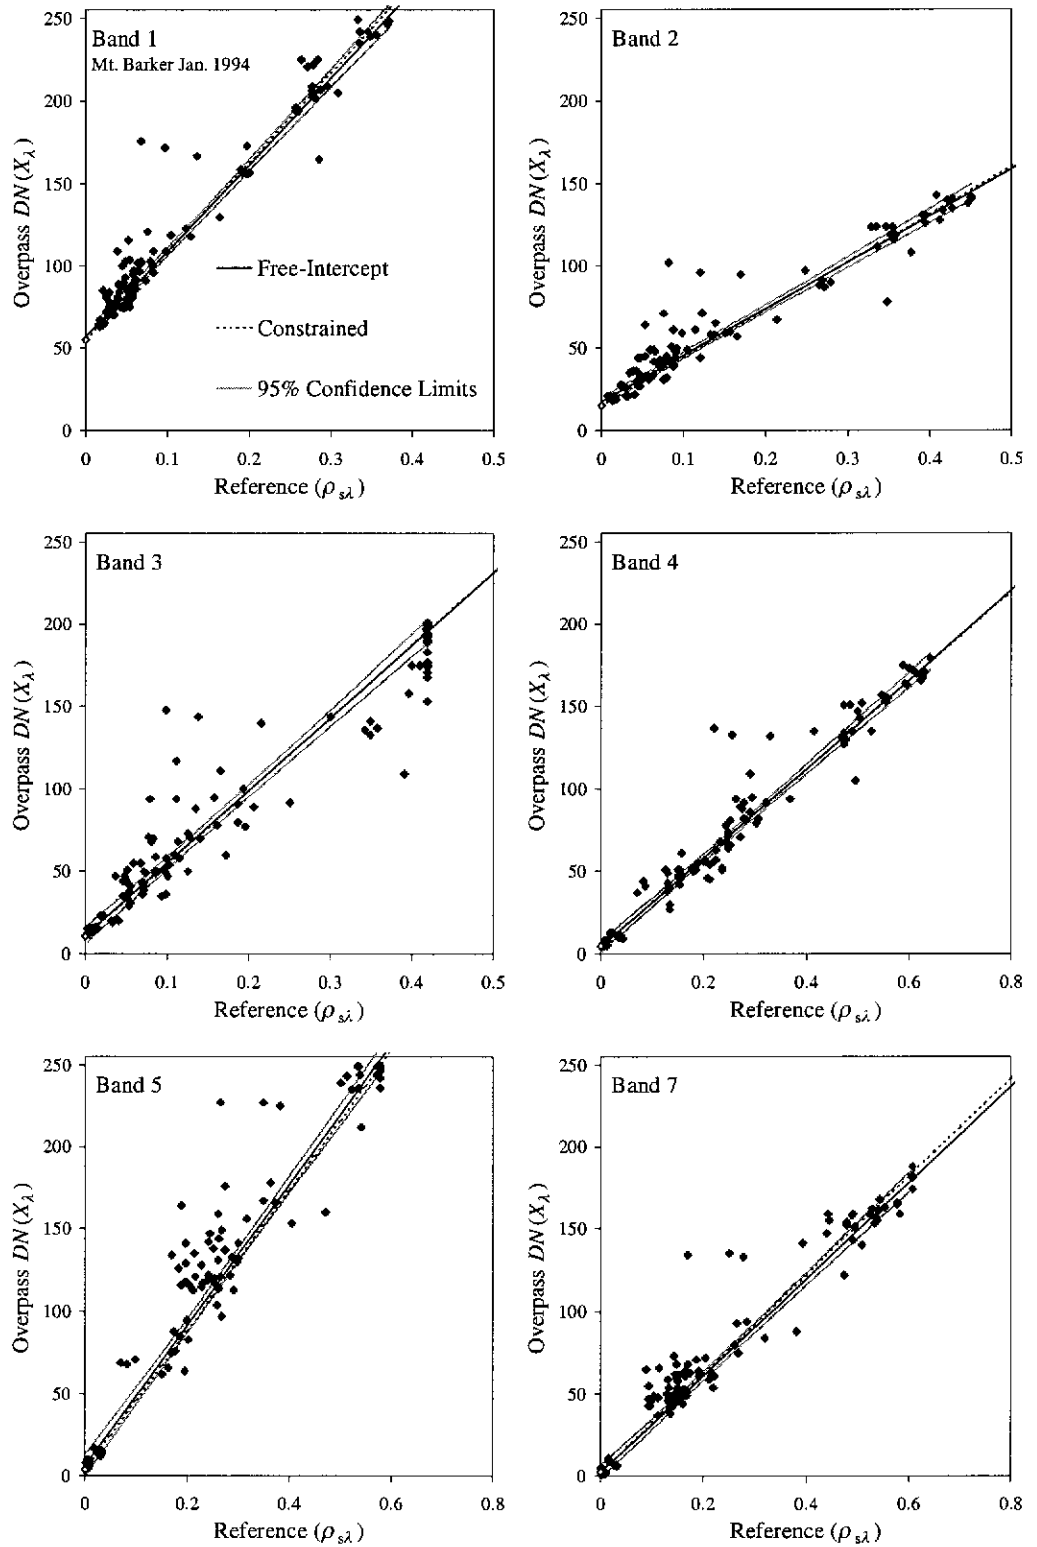 Band 1
Mt. Barker Jan. 1994
Free-Intercept
Constrained
95% Confidence Limits
Overpass DN (Xλ)
250
200
150
100
50
0
0 0.1 0.2 0.3 0.4 0.5
Reference (ρsλ)
Band 2
Overpass DN (Xλ)
250
200
150
100
50
0
0 0.1 0.2 0.3 0.4 0.5
Reference (ρsλ)
Band 3
Overpass DN (Xλ)
250
200
150
100
50
0
0 0.1 0.2 0.3 0.4 0.5
Reference (ρsλ)
Band 4
Overpass DN (Xλ)
250
200
150
100
50
0
0 0.2 0.4 0.6 0.8
Reference (ρsλ)
Band 5
Overpass DN (Xλ)
250
200
150
100
50
0
0 0.2 0.4 0.6 0.8
Reference (ρsλ)
Band 7
Overpass DN (Xλ)
250
200
150
100
50
0
0 0.2 0.4 0.6 0.8
Reference (ρsλ)